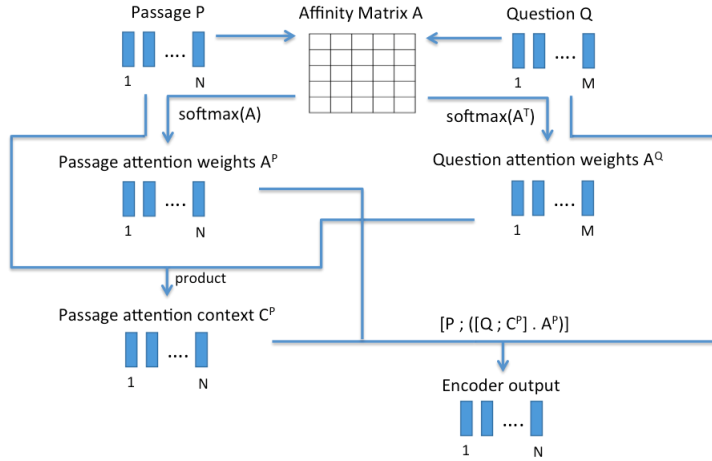 Passage P
Affinity Matrix A
Question Q
....
....
1
N
1
M
softmax(A)
softmax(Aᵀ)
Passage attention weights Aᴾ
Question attention weights A^Q
....
....
1
N
1
M
product
Passage attention context Cᴾ
[P ; ([Q ; Cᴾ] . Aᴾ)]
....
1
N
Encoder output
....
1
N